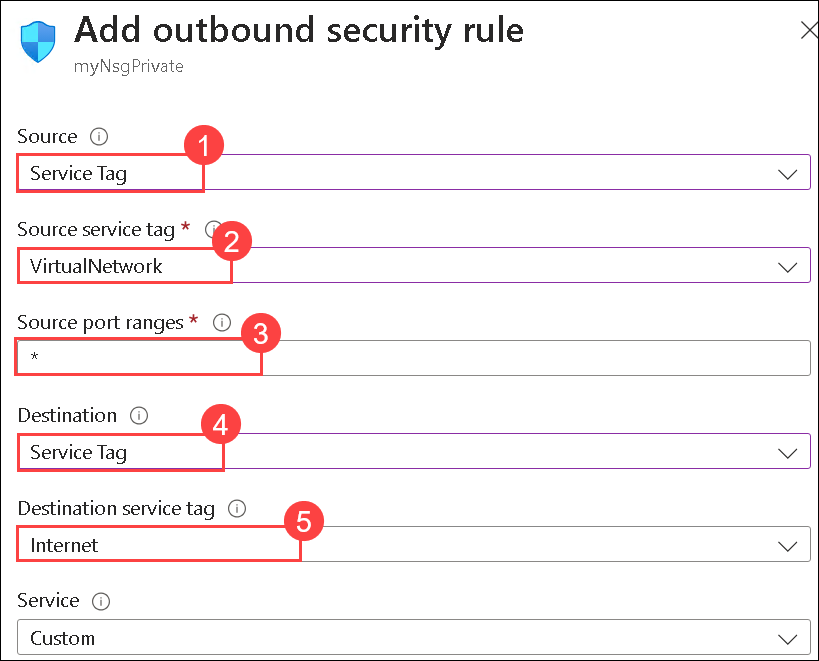 Add outbound security rule
myNsgPrivate
Source
1
Service Tag
Source service tag *
2
VirtualNetwork
Source port ranges *
3
*
Destination
4
Service Tag
Destination service tag
5
Internet
Service
Custom